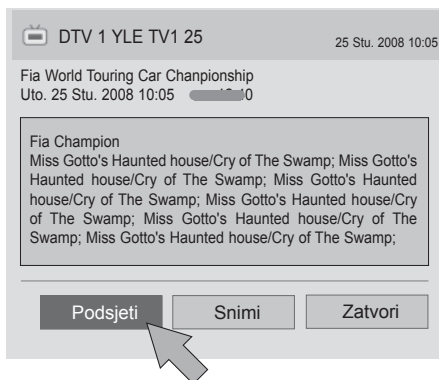 DTV 1 YLE TV1 25
25 Stu. 2008 10:05
Fia World Touring Car Chanpionship
Uto. 25 Stu. 2008 10:05
Fia Champion
Miss Gotto's Haunted house/Cry of The Swamp; Miss Gotto's
Haunted house/Cry of The Swamp; Miss Gotto's Haunted
house/Cry of The Swamp; Miss Gotto's Haunted house/Cry
of The Swamp; Miss Gotto's Haunted house/Cry of The
Swamp; Miss Gotto's Haunted house/Cry of The Swamp;
Podsjeti
Snimi
Zatvori